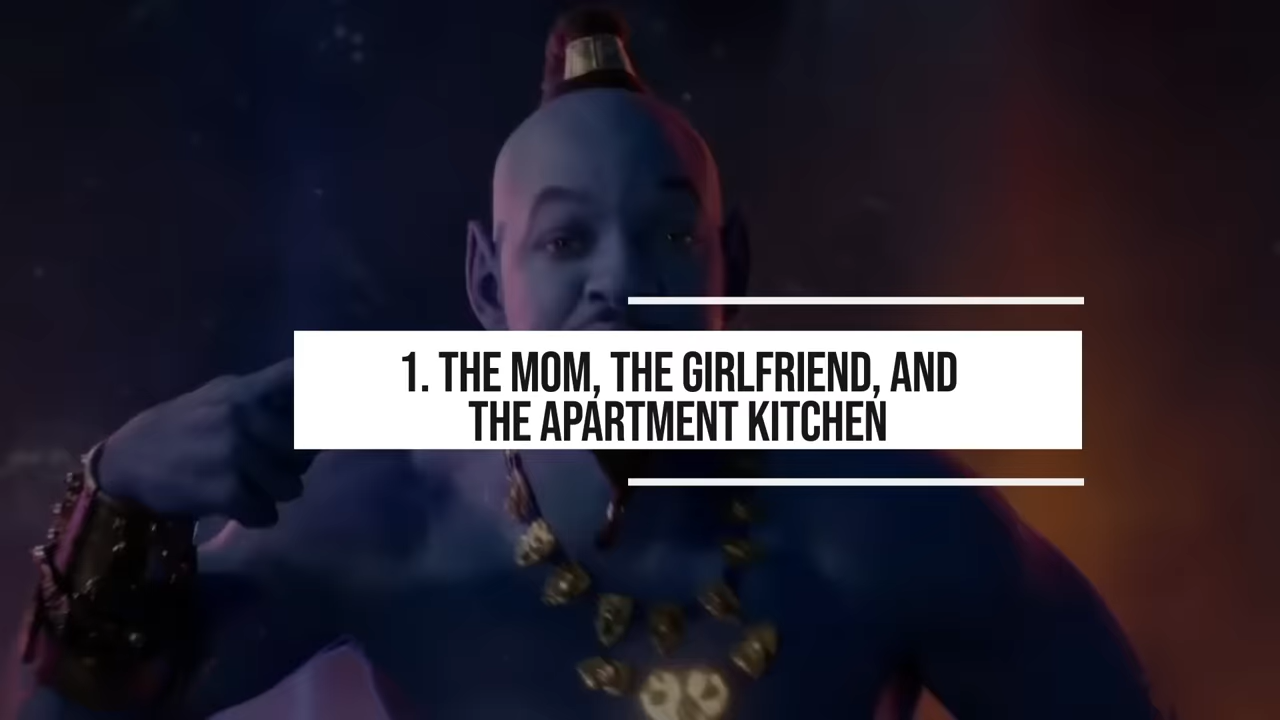 1. THE MOM, THE GIRLFRIEND, AND
THE APARTMENT KITCHEN